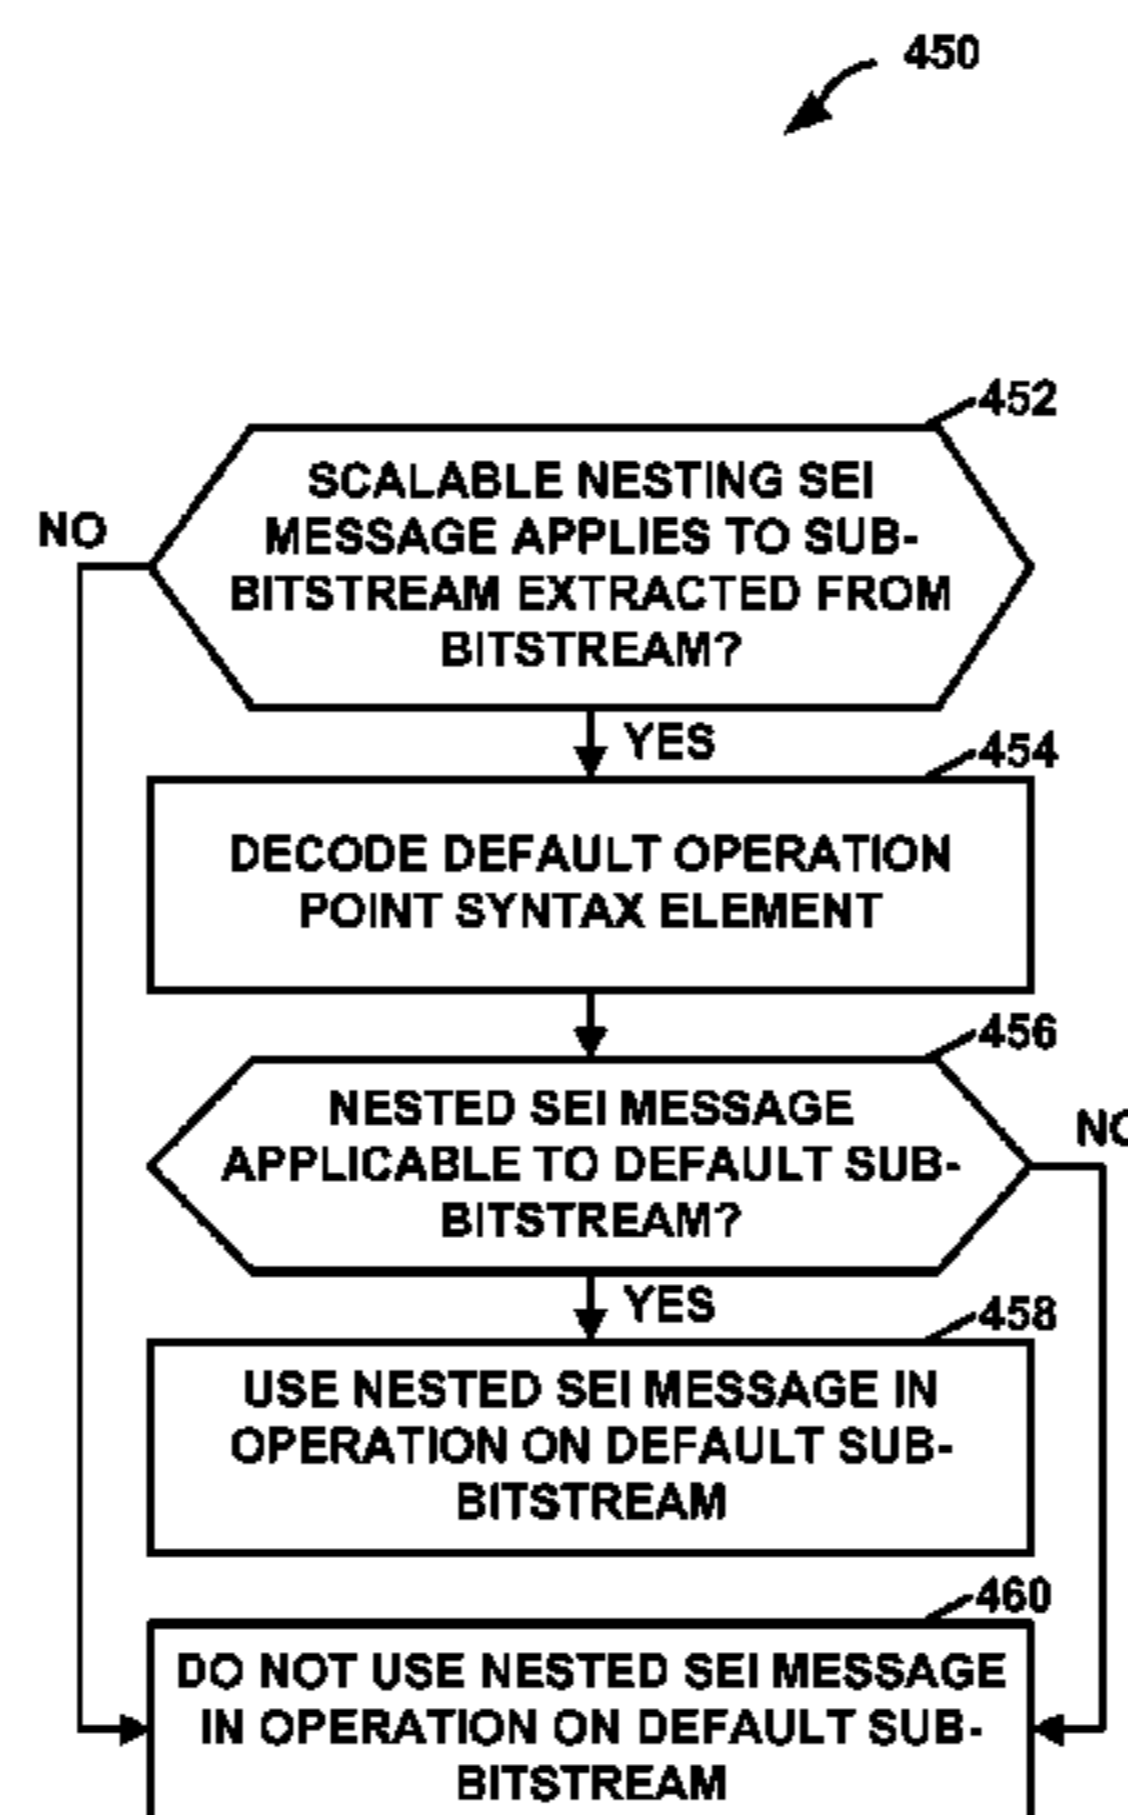 450
452
SCALABLE NESTING SEI
MESSAGE APPLIES TO SUB-
BITSTREAM EXTRACTED FROM
BITSTREAM?
NO
YES
454
DECODE DEFAULT OPERATION
POINT SYNTAX ELEMENT
456
NESTED SEI MESSAGE
APPLICABLE TO DEFAULT SUB-
BITSTREAM?
NO
YES
458
USE NESTED SEI MESSAGE IN
OPERATION ON DEFAULT SUB-
BITSTREAM
460
DO NOT USE NESTED SEI MESSAGE
IN OPERATION ON DEFAULT SUB-
BITSTREAM